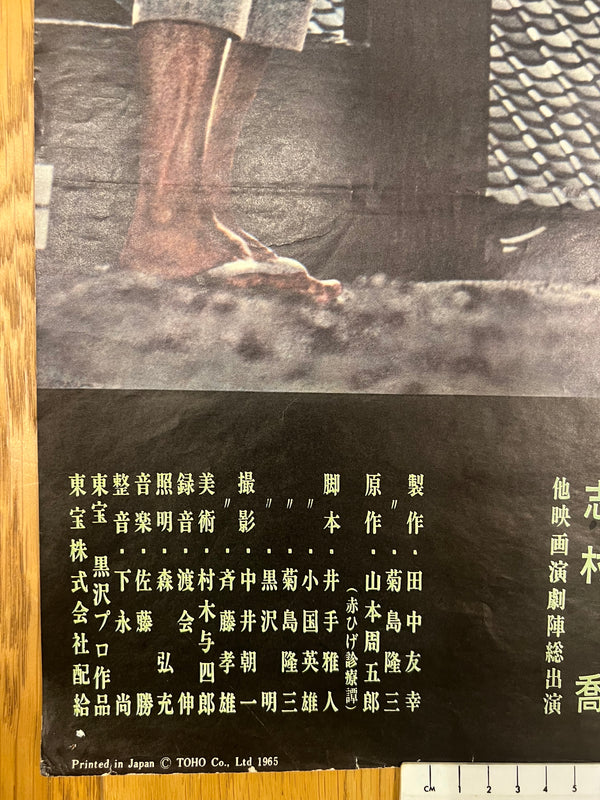 志村 喬
他映画演劇陣総出演
製作・田中友幸
〃・菊島隆三
原作・山本周五郎
(赤ひげ診療譚)
脚本・井手雅人
〃・小国英雄
〃・菊島隆三
〃・黒沢 明
撮影・中井朝一
〃・斉藤孝雄
美術・村木与四郎
録音・渡会 伸
照明・森 弘充
音楽・佐藤 勝
整音・下永 尚
東宝 黒沢プロ作品
東宝株式会社配給
Printed in Japan © TOHO Co., Ltd 1965
CM 1 2 3 4 5